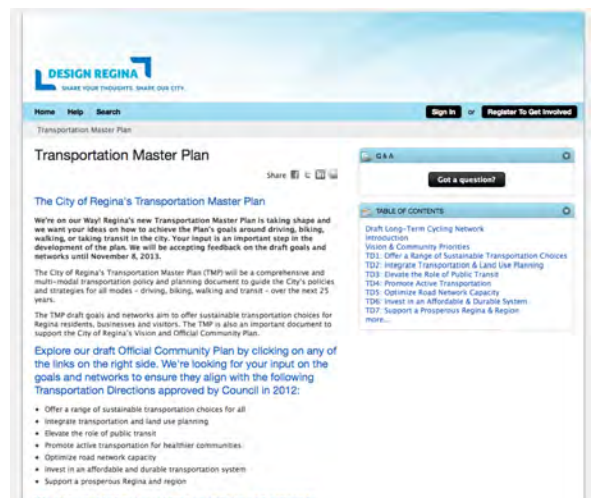 DESIGN REGINA
SHARE YOUR THOUGHTS. SHARE OUR CITY.
Home Help Search
Sign In or Register To Get Involved
Transportation Master Plan
Transportation Master Plan
Share
The City of Regina's Transportation Master Plan
We're on our Way! Regina's new Transportation Master Plan is taking shape and
we want your ideas on how to achieve the Plan's goals around driving, biking,
walking, or taking transit in the city. Your input is an important step in the
development of the plan. We will be accepting feedback on the draft goals and
networks until November 8, 2013.
The City of Regina's Transportation Master Plan (TMP) will be a comprehensive and
multi-modal transportation policy and planning document to guide the City's policies
and strategies for all modes - driving, biking, walking and transit - over the next 25
years.
The TMP draft goals and networks aim to offer sustainable transportation choices for
Regina residents, businesses and visitors. The TMP is also an important document to
support the City of Regina's Vision and Official Community Plan.
Explore our draft Official Community Plan by clicking on any of
the links on the right side. We're looking for your input on the
goals and networks to ensure they align with the following
Transportation Directions approved by Council in 2012:
• Offer a range of sustainable transportation choices for all
• Integrate transportation and land use planning
• Elevate the role of public transit
• Promote active transportation for healthier communities
• Optimize road network capacity
• Invest in an affordable and durable transportation system
• Support a prosperous Regina and region
Q & A
Got a question?
TABLE OF CONTENTS
Draft Long-Term Cycling Network
Introduction
Vision & Community Priorities
TD1: Offer a Range of Sustainable Transportation Choices
TD2: Integrate Transportation & Land Use Planning
TD3: Elevate the Role of Public Transit
TD4: Promote Active Transportation
TD5: Optimize Road Network Capacity
TD6: Invest in an Affordable & Durable System
TD7: Support a Prosperous Regina & Region
more...